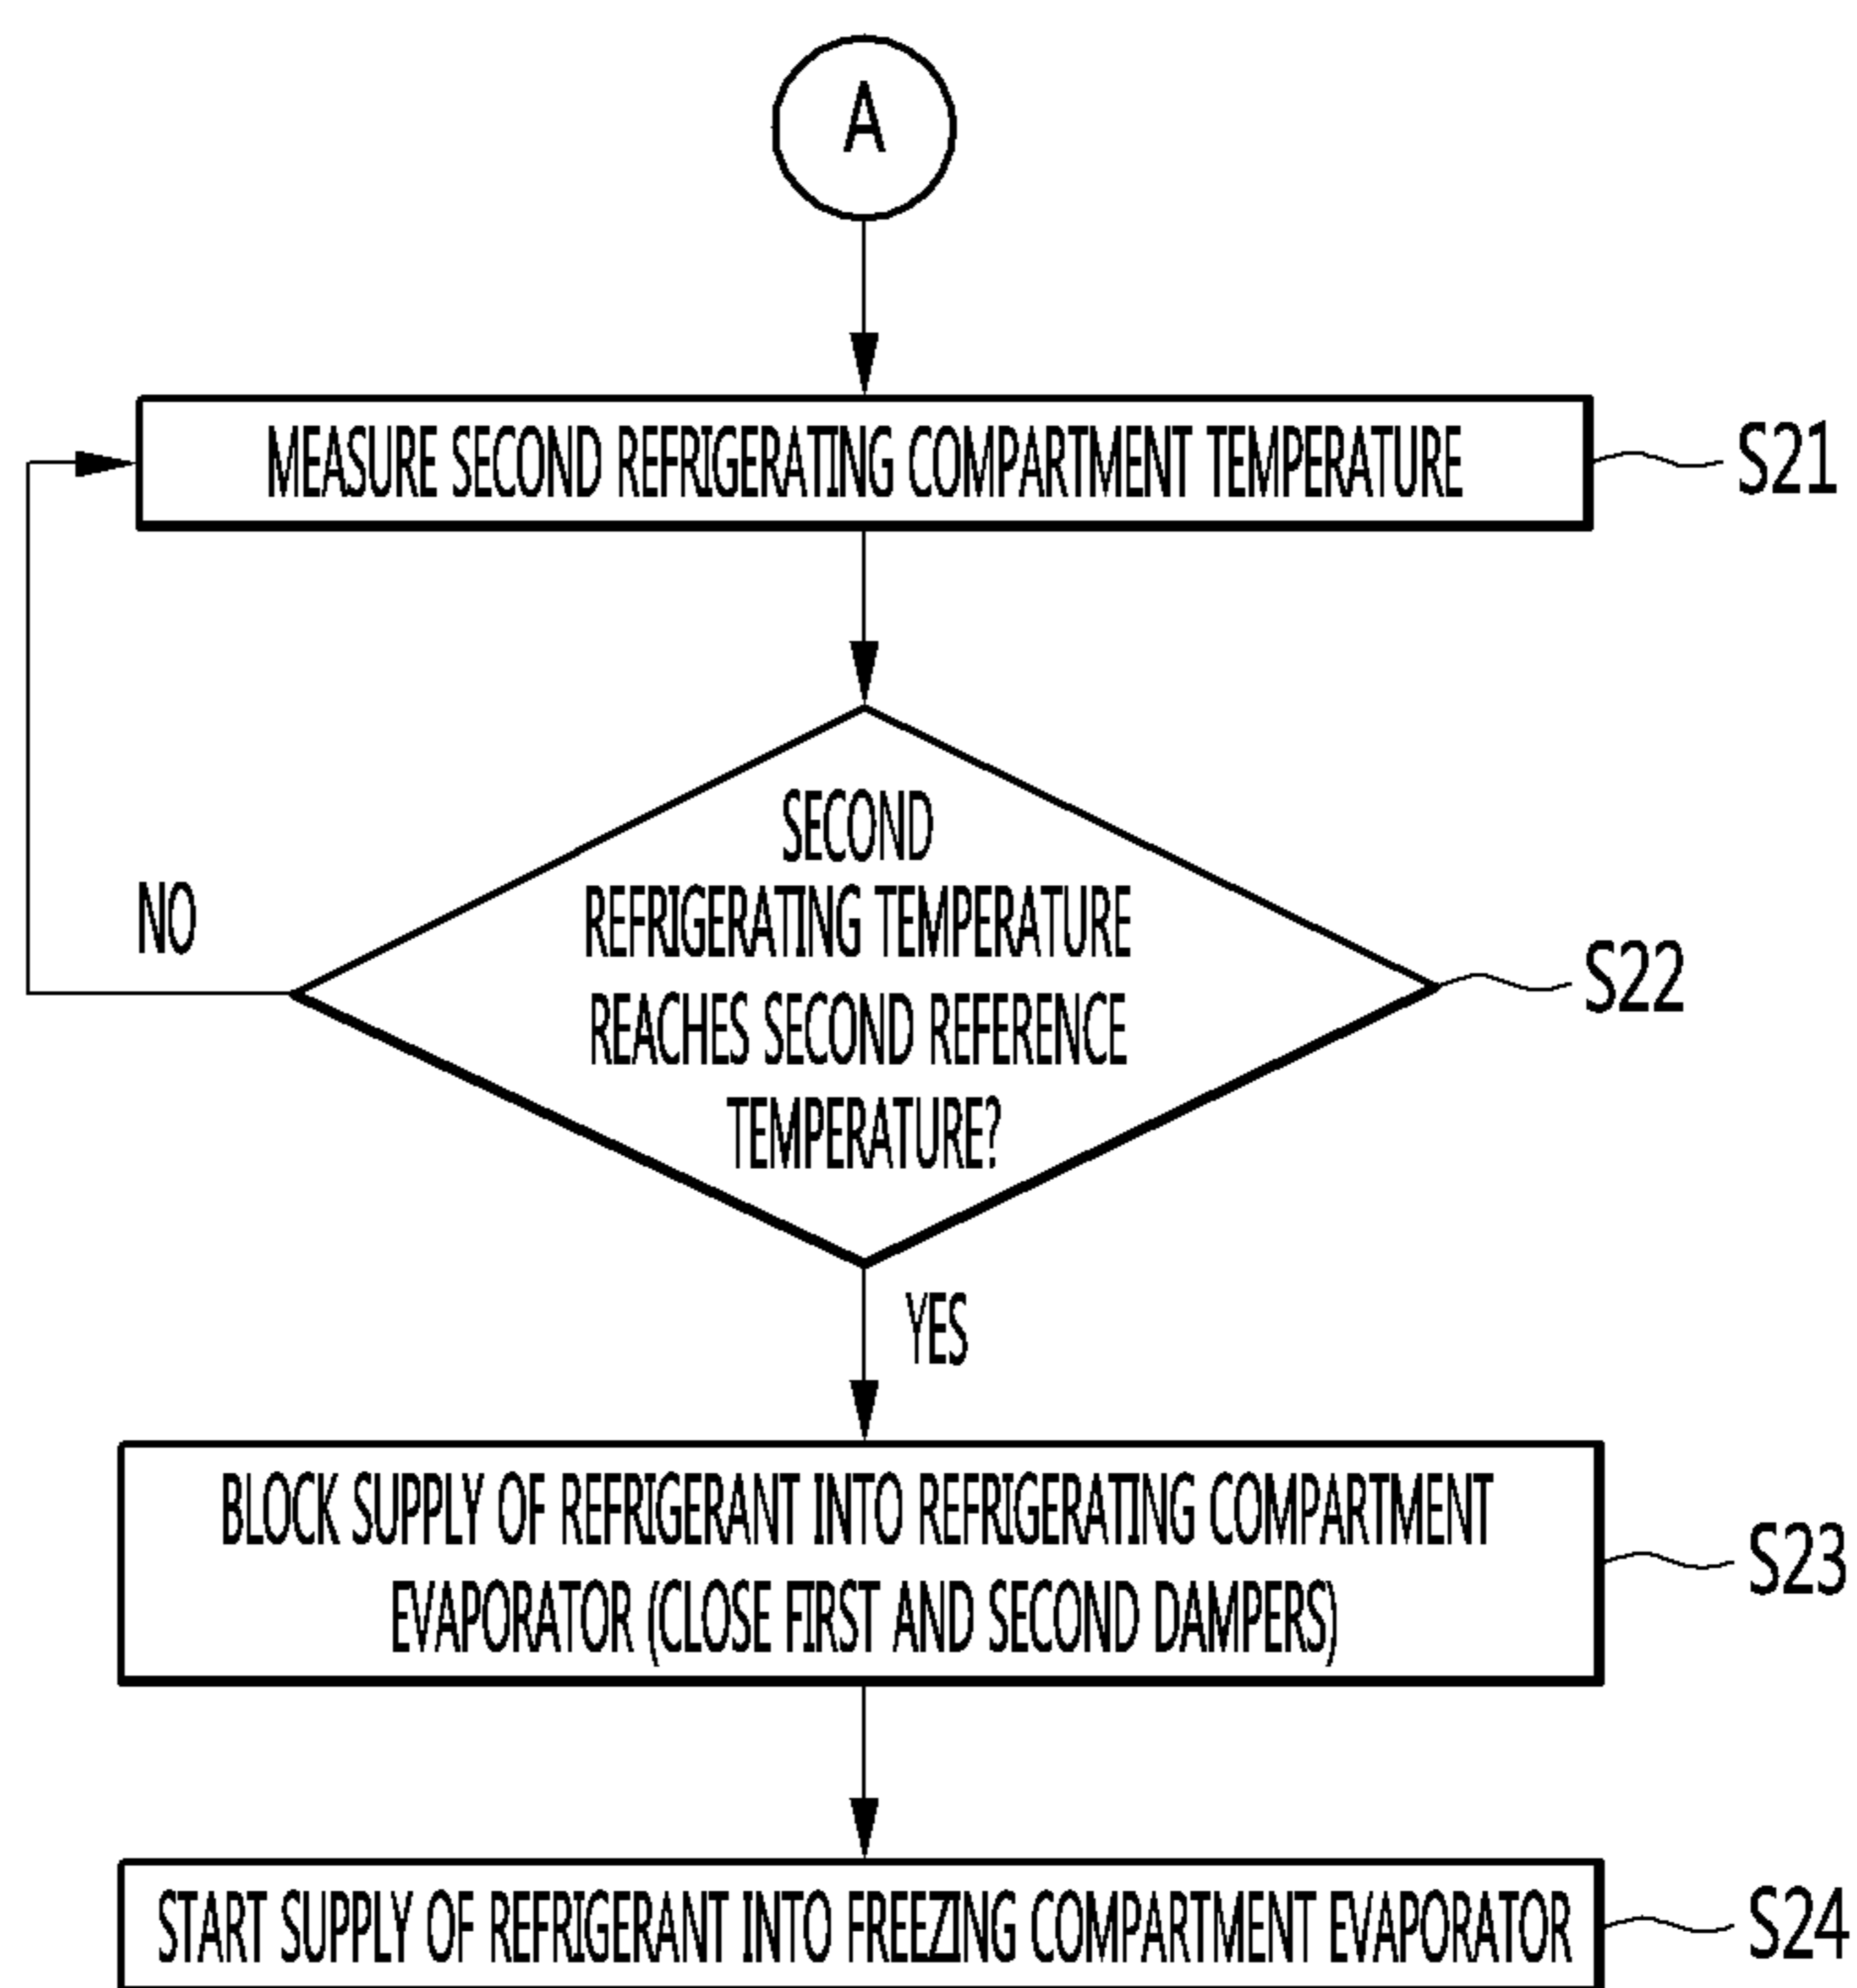 A
MEASURE SECOND REFRIGERATING COMPARTMENT TEMPERATURE
S21
SECOND
REFRIGERATING TEMPERATURE
REACHES SECOND REFERENCE
TEMPERATURE?
NO
S22
YES
BLOCK SUPPLY OF REFRIGERANT INTO REFRIGERATING COMPARTMENT
EVAPORATOR (CLOSE FIRST AND SECOND DAMPERS)
S23
START SUPPLY OF REFRIGERANT INTO FREEZING COMPARTMENT EVAPORATOR
S24